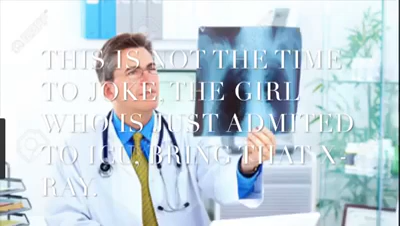 THIS IS NOT THE TIME
TO JOKE. THE GIRL
WHO IS JUST ADMITED
TO ICU, BRING THAT X-
RAY.